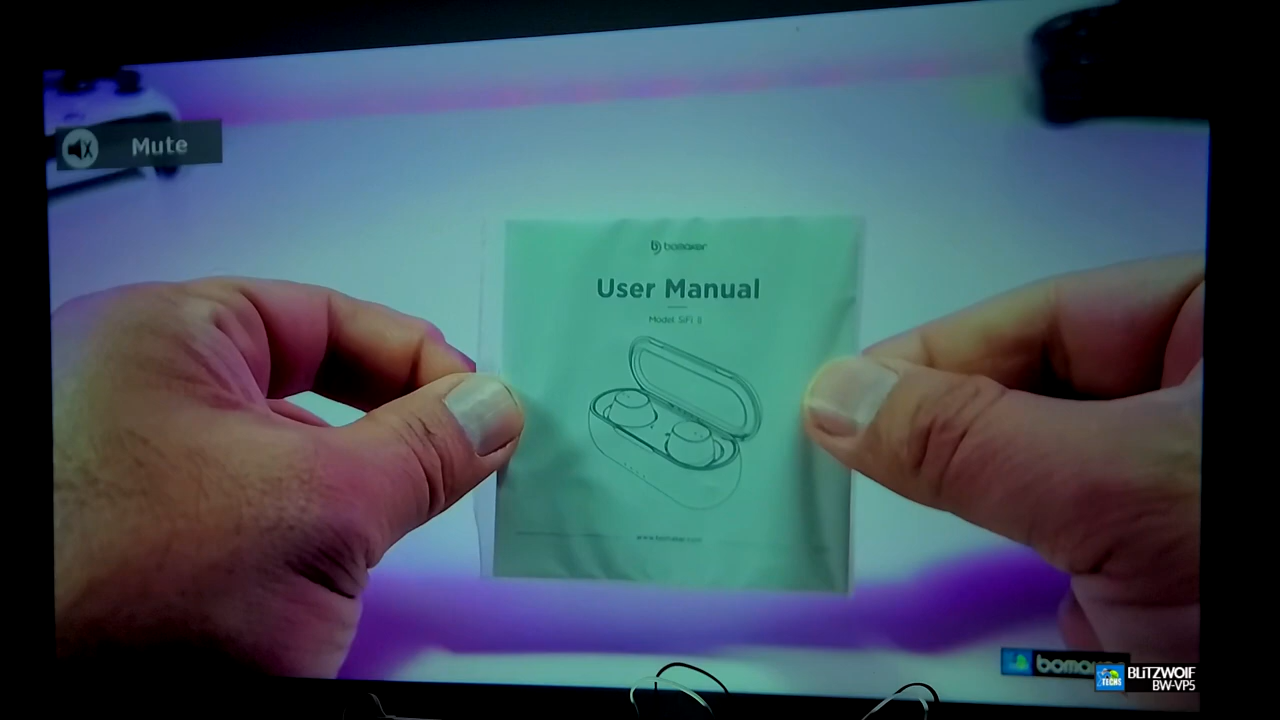 Mute
bomaker
User Manual
Model: SiFi II
www.bomaker.com
bomaker
TECHS
BLITZWOLF
BW-VP5